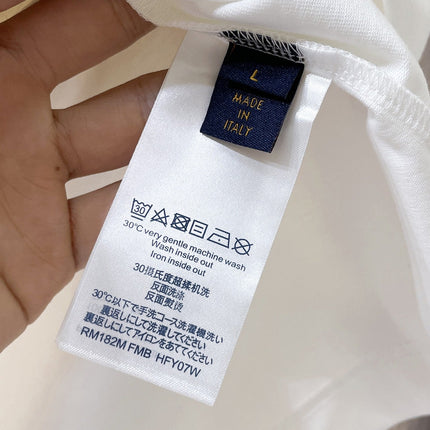 L
MADE
IN
ITALY
30
30℃ very gentle machine wash
Wash inside out
Iron inside out
30摄氏度超揉机洗
反面洗涤
反面熨烫
30℃以下で手洗コース洗濯機洗い
裏返しにして洗濯してください
裏返しにしてアイロンをあててください
RM182M FMB HFY07W